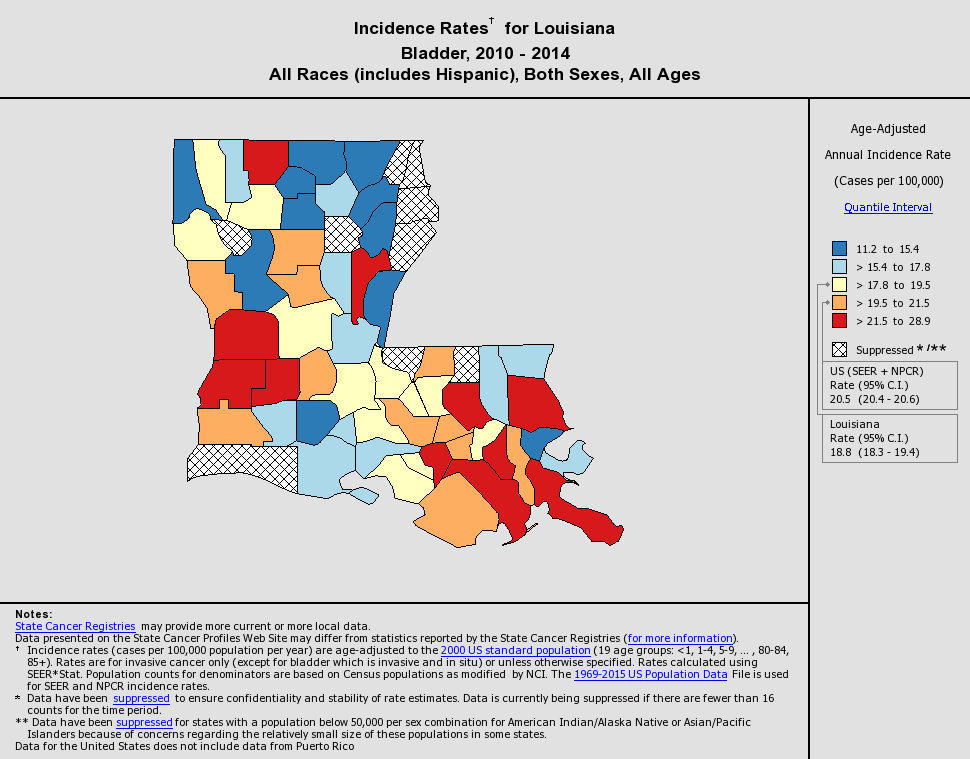 Incidence Rates† for Louisiana
Bladder, 2010 - 2014
All Races (includes Hispanic), Both Sexes, All Ages
Age-Adjusted
Annual Incidence Rate
(Cases per 100,000)
Quantile Interval
11.2 to 15.4
> 15.4 to 17.8
> 17.8 to 19.5
> 19.5 to 21.5
> 21.5 to 28.9
Suppressed */**
US (SEER + NPCR)
Rate (95% C.I.)
20.5 (20.4 - 20.6)
Louisiana
Rate (95% C.I.)
18.8 (18.3 - 19.4)
Notes:
State Cancer Registries may provide more current or more local data.
Data presented on the State Cancer Profiles Web Site may differ from statistics reported by the State Cancer Registries (for more information).
† Incidence rates (cases per 100,000 population per year) are age-adjusted to the 2000 US standard population (19 age groups: <1, 1-4, 5-9, ... , 80-84,
85+). Rates are for invasive cancer only (except for bladder which is invasive and in situ) or unless otherwise specified. Rates calculated using
SEER*Stat. Population counts for denominators are based on Census populations as modified by NCI. The 1969-2015 US Population Data File is used
for SEER and NPCR incidence rates.
* Data have been suppressed to ensure confidentiality and stability of rate estimates. Data is currently being suppressed if there are fewer than 16
counts for the time period.
** Data have been suppressed for states with a population below 50,000 per sex combination for American Indian/Alaska Native or Asian/Pacific
Islanders because of concerns regarding the relatively small size of these populations in some states.
Data for the United States does not include data from Puerto Rico